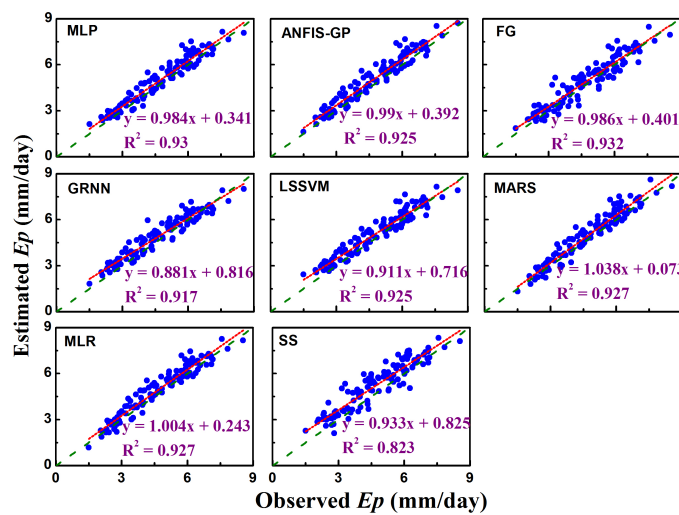 MLP
y = 0.984x + 0.341
R² = 0.93
ANFIS-GP
y = 0.99x + 0.392
R² = 0.925
FG
y = 0.986x + 0.401
R² = 0.932
9
6
3
0
GRNN
y = 0.881x + 0.816
R² = 0.917
LSSVM
y = 0.911x + 0.716
R² = 0.925
MARS
y = 1.038x + 0.073
R² = 0.927
9
6
3
0
MLR
y = 1.004x + 0.243
R² = 0.927
SS
y = 0.933x + 0.825
R² = 0.823
9
6
3
0
0 3 6 9
3 6 9
Estimated Ep (mm/day)
Observed Ep (mm/day)